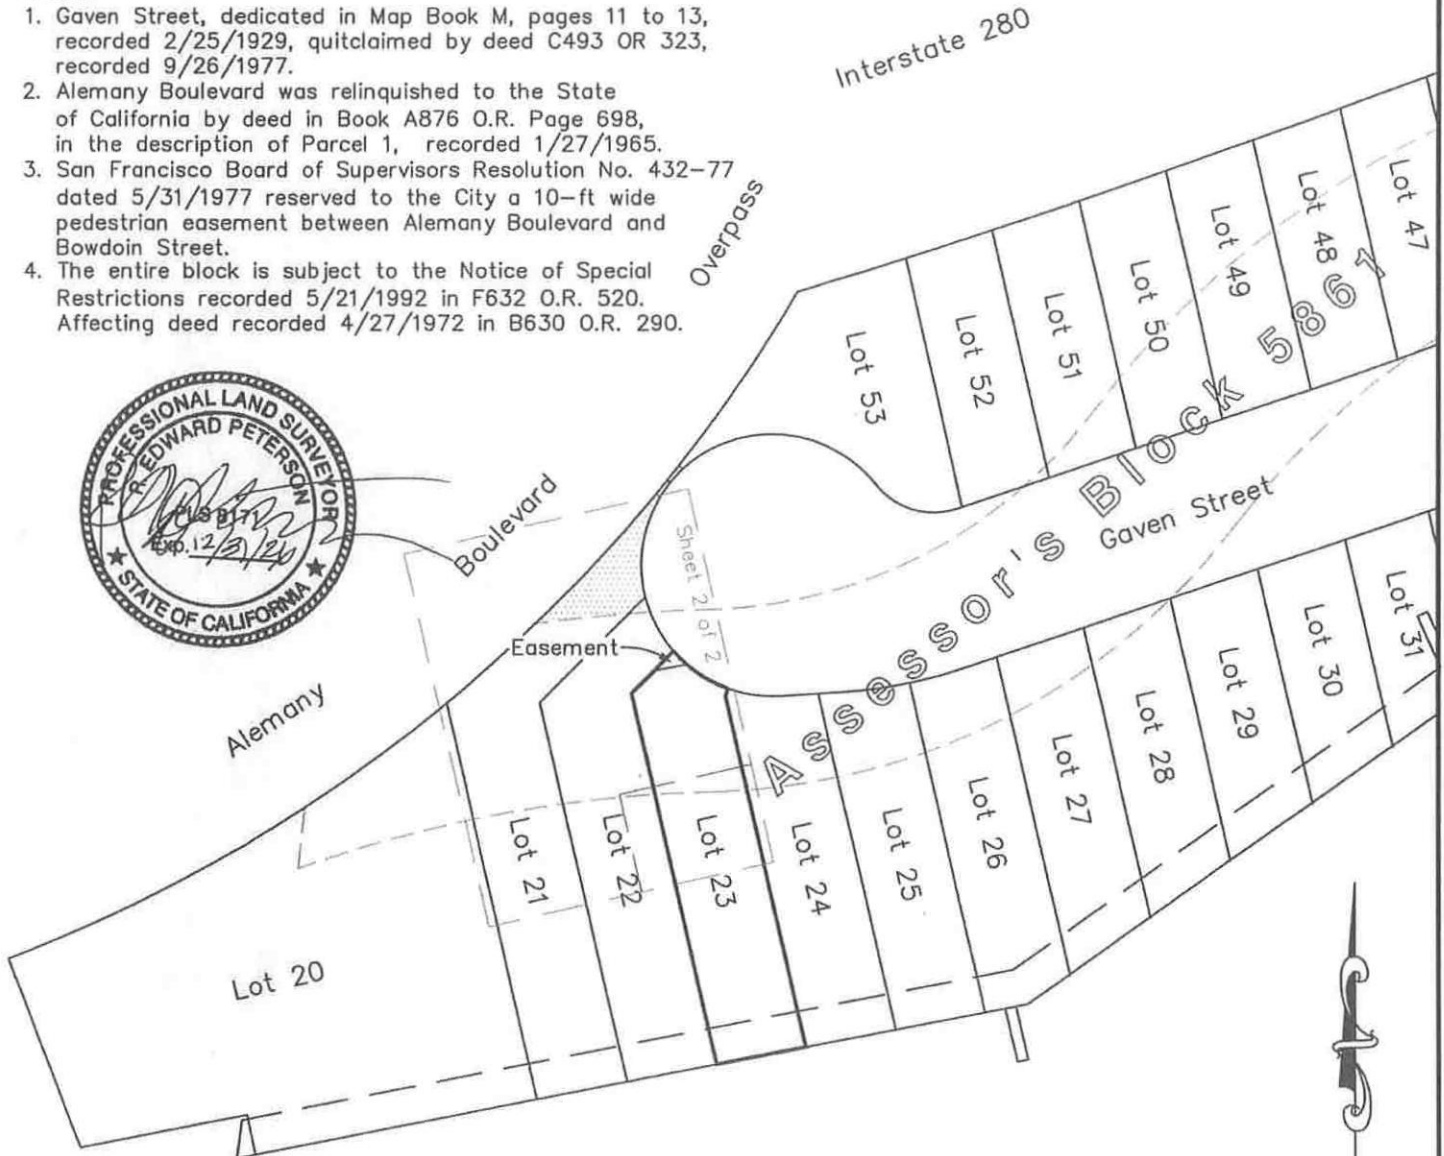 1. Gaven Street, dedicated in Map Book M, pages 11 to 13,
recorded 2/25/1929, quitclaimed by deed C493 OR 323,
recorded 9/26/1977.
2. Alemany Boulevard was relinquished to the State
of California by deed in Book A876 O.R. Page 698,
in the description of Parcel 1, recorded 1/27/1965.
3. San Francisco Board of Supervisors Resolution No. 432-77
dated 5/31/1977 reserved to the City a 10-ft wide
pedestrian easement between Alemany Boulevard and
Bowdoin Street.
4. The entire block is subject to the Notice of Special
Restrictions recorded 5/21/1992 in F632 O.R. 520.
Affecting deed recorded 4/27/1972 in B630 O.R. 290.
Interstate 280
Overpass
PROFESSIONAL LAND SURVEYOR
R. EDWARD PETERSON
Exp. 12/31/24
STATE OF CALIFORNIA
Alemany
Boulevard
Sheet 2 of 2
Easement
Lot 53
Lot 52
Lot 51
Lot 50
Lot 49
Lot 48
Lot 47
Assessor's Block 5861
Gaven Street
Lot 20
Lot 21
Lot 22
Lot 23
Lot 24
Lot 25
Lot 26
Lot 27
Lot 28
Lot 29
Lot 30
Lot 31